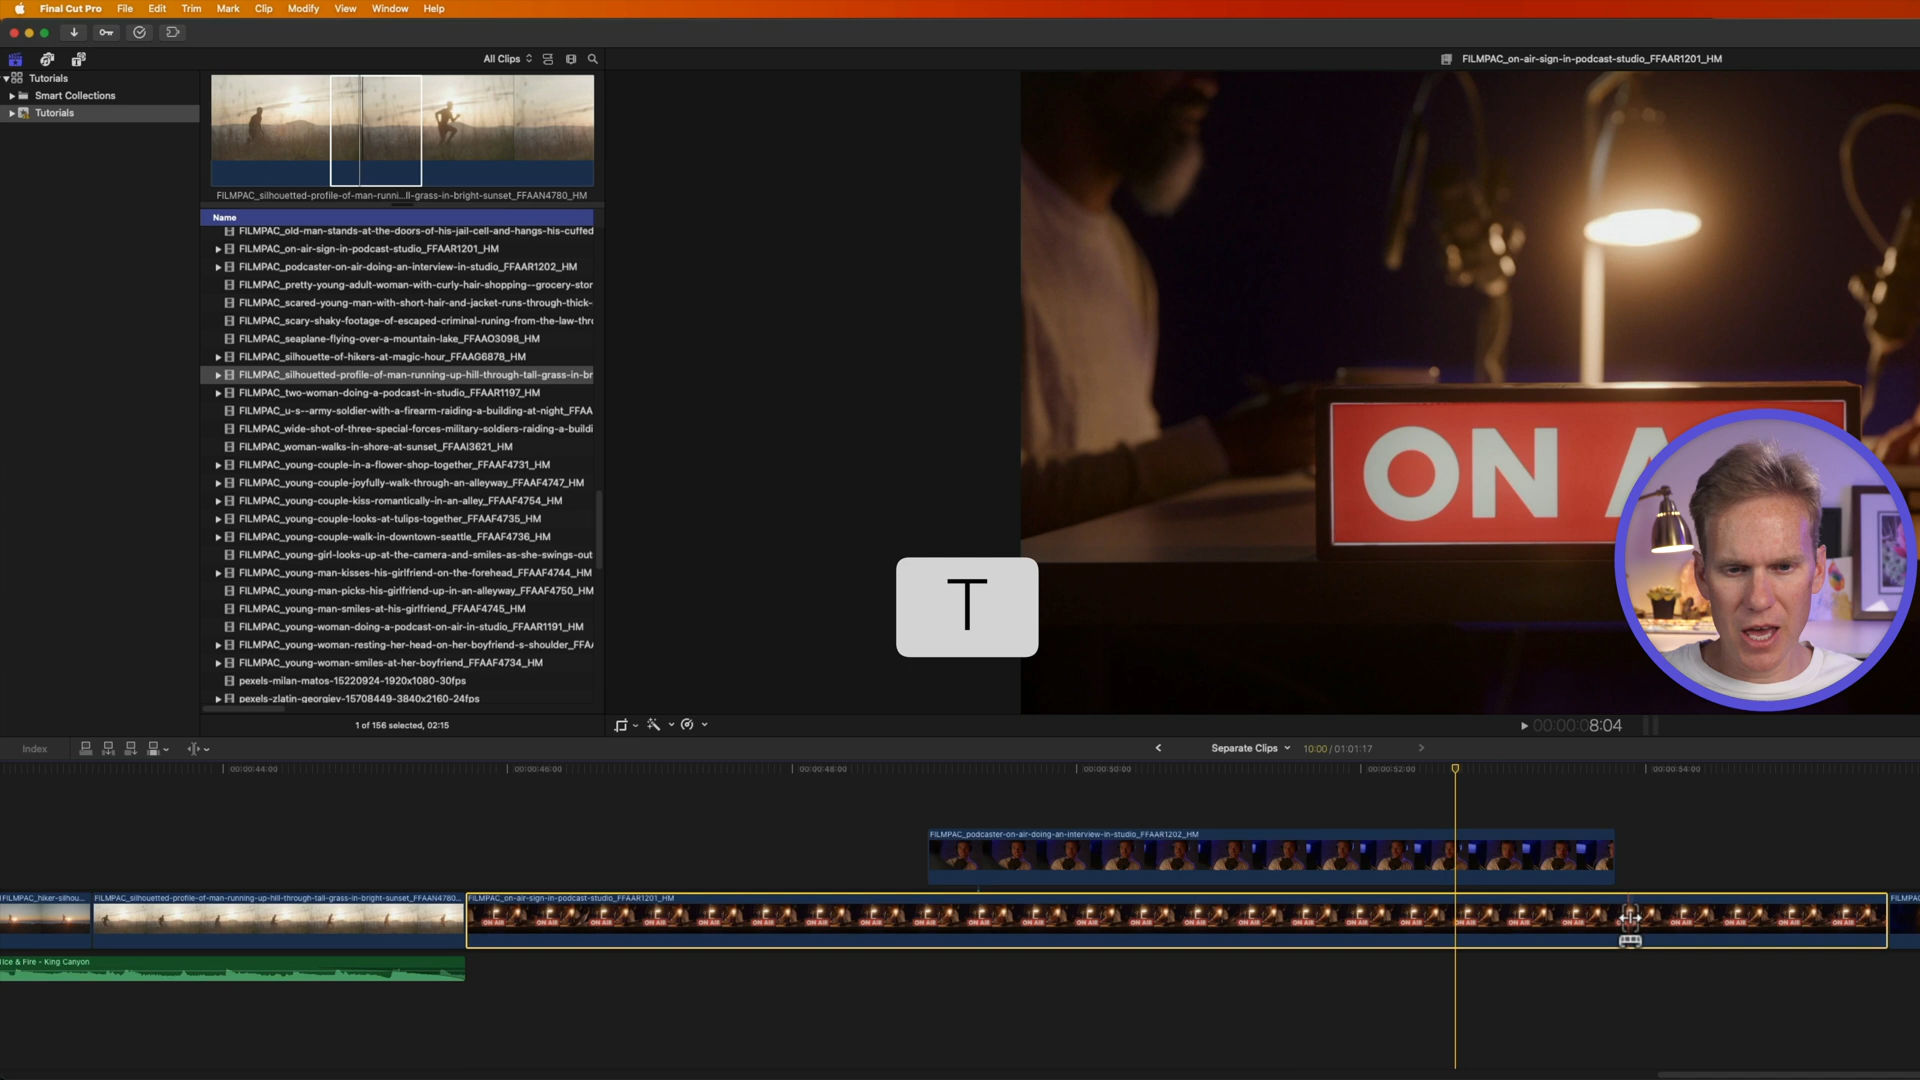 Final Cut Pro File Edit Trim Mark Clip Modify View Window Help
All Clips
FILMPAC_on-air-sign-in-podcast-studio_FFAAR1201_HM
Tutorials
Smart Collections
Tutorials
FILMPAC_silhouetted-profile-of-man-runni...ll-grass-in-bright-sunset_FFAAN4780_HM
Name
FILMPAC_old-man-stands-at-the-doors-of-his-jail-cell-and-hangs-his-cuffed
FILMPAC_on-air-sign-in-podcast-studio_FFAAR1201_HM
FILMPAC_podcaster-on-air-doing-an-interview-in-studio_FFAAR1202_HM
FILMPAC_pretty-young-adult-woman-with-curly-hair-shopping--grocery-stor
FILMPAC_scared-young-man-with-short-hair-and-jacket-runs-through-thick-
FILMPAC_scary-shaky-footage-of-escaped-criminal-runing-from-the-law-thro
FILMPAC_seaplane-flying-over-a-mountain-lake_FFAAO3098_HM
FILMPAC_silhouette-of-hikers-at-magic-hour_FFAAG6878_HM
FILMPAC_silhouetted-profile-of-man-running-up-hill-through-tall-grass-in-br
FILMPAC_two-woman-doing-a-podcast-in-studio_FFAAR1197_HM
FILMPAC_u-s--army-soldier-with-a-firearm-raiding-a-building-at-night_FFAA
FILMPAC_wide-shot-of-three-special-forces-military-soldiers-raiding-a-buildi
FILMPAC_woman-walks-in-shore-at-sunset_FFAAI3621_HM
FILMPAC_young-couple-in-a-flower-shop-together_FFAAF4731_HM
FILMPAC_young-couple-joyfully-walk-through-an-alleyway_FFAAF4747_HM
FILMPAC_young-couple-kiss-romantically-in-an-alley_FFAAF4754_HM
FILMPAC_young-couple-looks-at-tulips-together_FFAAF4735_HM
FILMPAC_young-couple-walk-in-downtown-seattle_FFAAF4736_HM
FILMPAC_young-girl-looks-up-at-the-camera-and-smiles-as-she-swings-out
FILMPAC_young-man-kisses-his-girlfriend-on-the-forehead_FFAAF4744_HM
FILMPAC_young-man-picks-his-girlfriend-up-in-an-alleyway_FFAAF4750_HM
FILMPAC_young-man-smiles-at-his-girlfriend_FFAAF4745_HM
FILMPAC_young-woman-doing-a-podcast-on-air-in-studio_FFAAR1191_HM
FILMPAC_young-woman-resting-her-head-on-her-boyfriend-s-shoulder_FFAA
FILMPAC_young-woman-smiles-at-her-boyfriend_FFAAF4734_HM
pexels-milan-matos-15220924-1920x1080-30fps
pexels-zlatin-georgiev-15708449-3840x2160-24fps
1 of 156 selected, 02:15
ON A
T
00:00:08:04
Index
Separate Clips
10:00 / 01:01:17
00:00:44:00
00:00:46:00
00:00:48:00
00:00:50:00
00:00:52:00
00:00:54:00
FILMPAC_podcaster-on-air-doing-an-interview-in-studio_FFAAR1202_HM
FILMPAC_hiker-silhou...
FILMPAC_silhouetted-profile-of-man-running-up-hill-through-tall-grass-in-bright-sunset_FFAAN4780...
FILMPAC_on-air-sign-in-podcast-studio_FFAAR1201_HM
FILMPAC
Ice & Fire - King Canyon